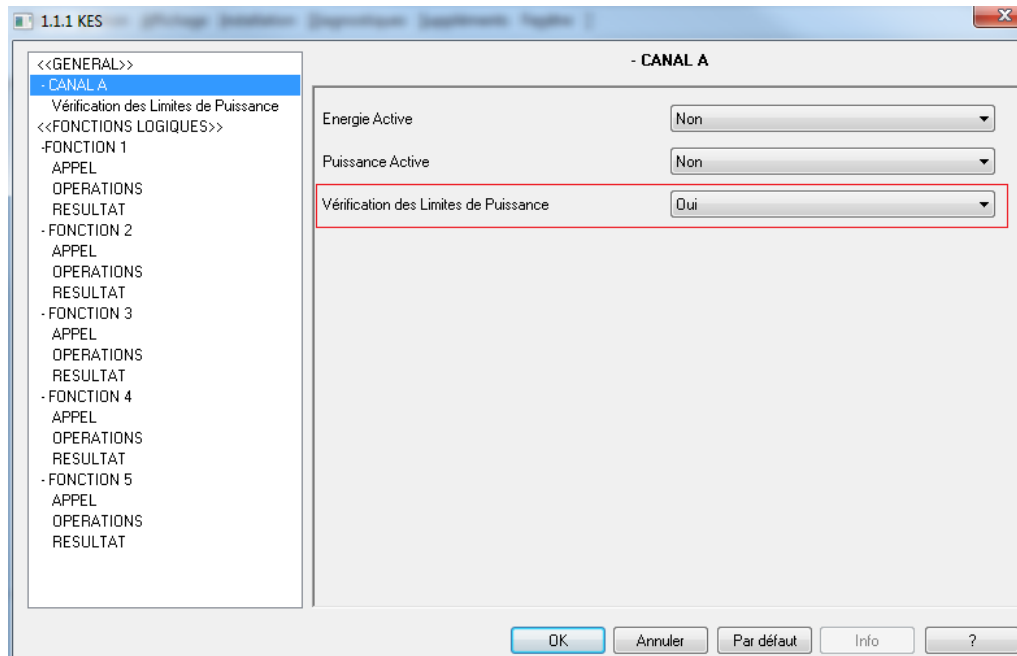 1.1.1 KES
<<GENERAL>>
- CANAL A
Vérification des Limites de Puissance
<<FONCTIONS LOGIQUES>>
-FONCTION 1
APPEL
OPERATIONS
RESULTAT
- FONCTION 2
APPEL
OPERATIONS
RESULTAT
- FONCTION 3
APPEL
OPERATIONS
RESULTAT
- FONCTION 4
APPEL
OPERATIONS
RESULTAT
- FONCTION 5
APPEL
OPERATIONS
RESULTAT
- CANAL A
Energie Active Non
Puissance Active Non
Vérification des Limites de Puissance Oui
OK Annuler Par défaut Info ?